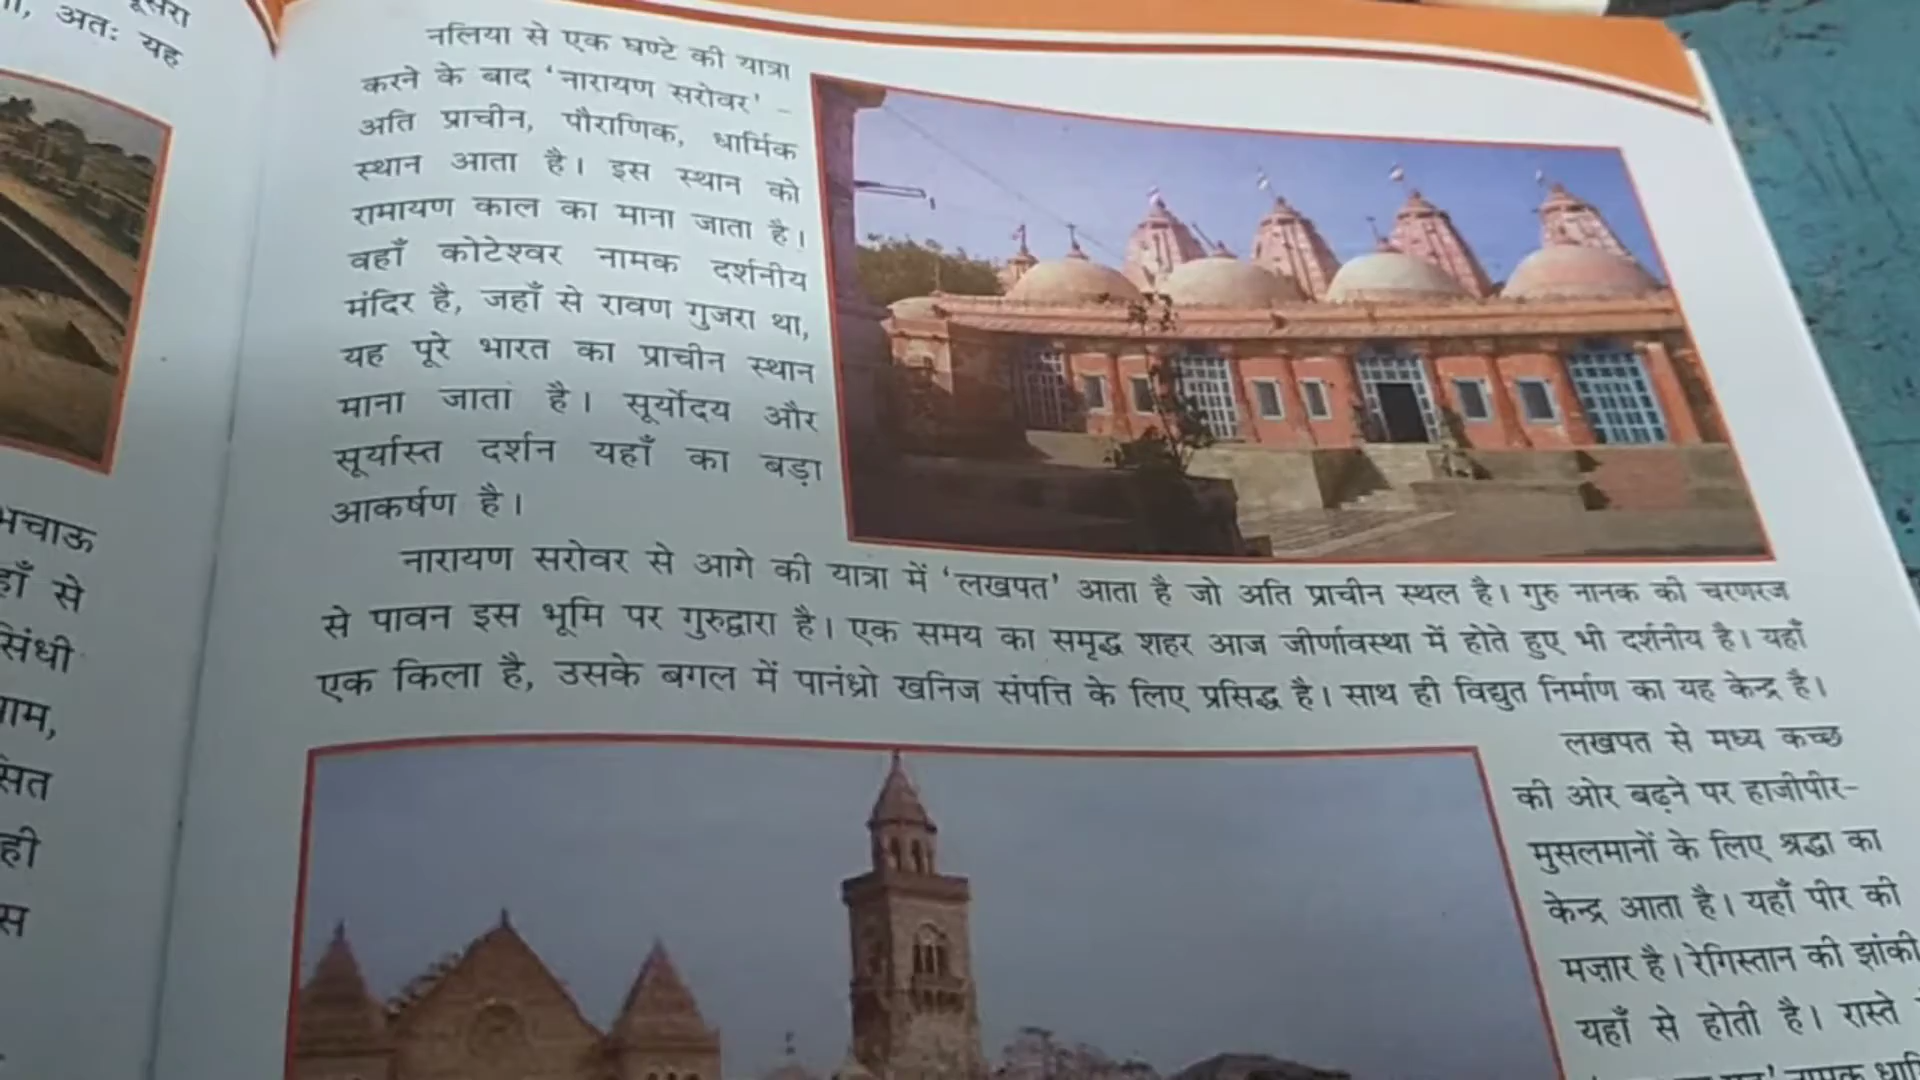 दूसरा
, अतः यह
भचाऊ
हाँ से
सिंधी
ही
नलिया से एक घण्टे की यात्रा
करने के बाद ‘नारायण सरोवर’ –
अति प्राचीन, पौराणिक, धार्मिक
स्थान आता है। इस स्थान को
रामायण काल का माना जाता है।
वहाँ कोटेश्वर नामक दर्शनीय
मंदिर है, जहाँ से रावण गुजरा था,
यह पूरे भारत का प्राचीन स्थान
माना जाता है। सूर्योदय और
सूर्यास्त दर्शन यहाँ का बड़ा
आकर्षण है।
नारायण सरोवर से आगे की यात्रा में ‘लखपत’ आता है जो अति प्राचीन स्थल है। गुरु नानक की चरणरज
से पावन इस भूमि पर गुरुद्वारा है। एक समय का समृद्ध शहर आज जीर्णावस्था में होते हुए भी दर्शनीय है। यहाँ
एक किला है, उसके बगल में पानंध्रो खनिज संपत्ति के लिए प्रसिद्ध है। साथ ही विद्युत निर्माण का यह केन्द्र है।
लखपत से मध्य कच्छ
की ओर बढ़ने पर हाजीपीर-
मुसलमानों के लिए श्रद्धा का
केन्द्र आता है। यहाँ पीर की
मज़ार है। रेगिस्तान की झांकी
यहाँ से होती है। रास्ते
नामक